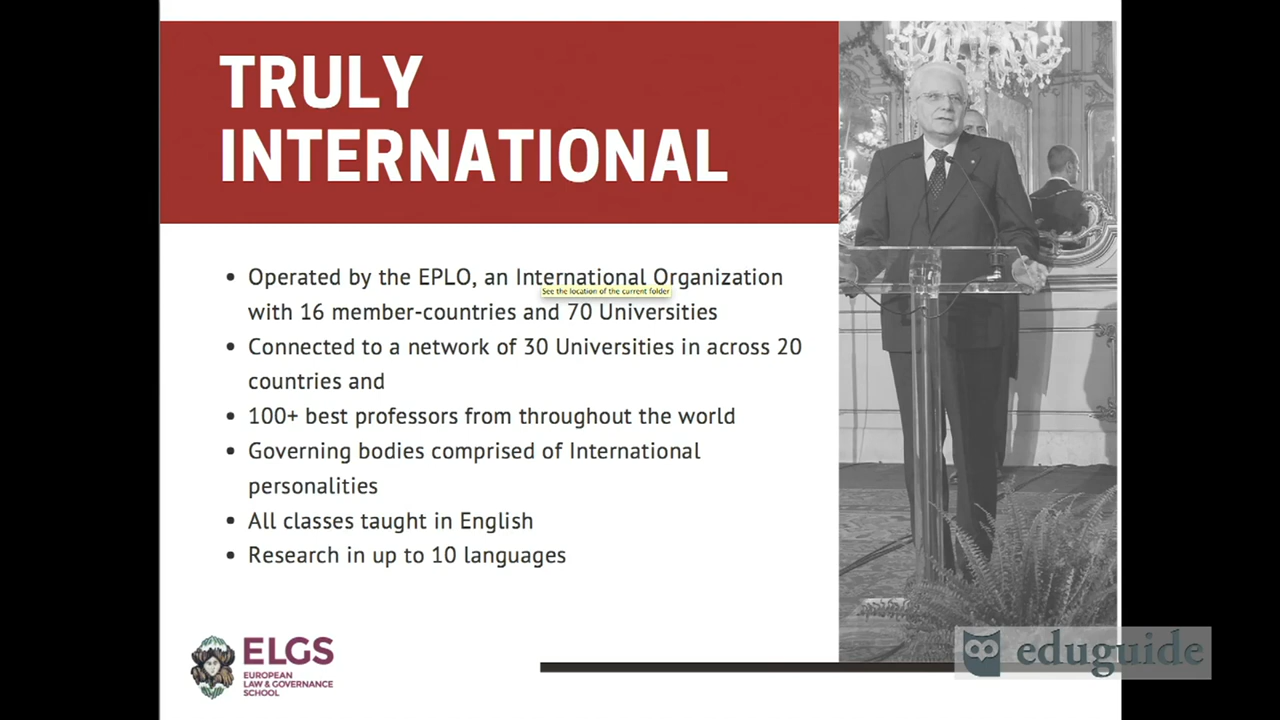 TRULY
INTERNATIONAL
• Operated by the EPLO, an International Organization
See the location of the current folder
with 16 member-countries and 70 Universities
• Connected to a network of 30 Universities in across 20
countries and
• 100+ best professors from throughout the world
• Governing bodies comprised of International
personalities
• All classes taught in English
• Research in up to 10 languages
ELGS
EUROPEAN
LAW & GOVERNANCE
SCHOOL
eduguide